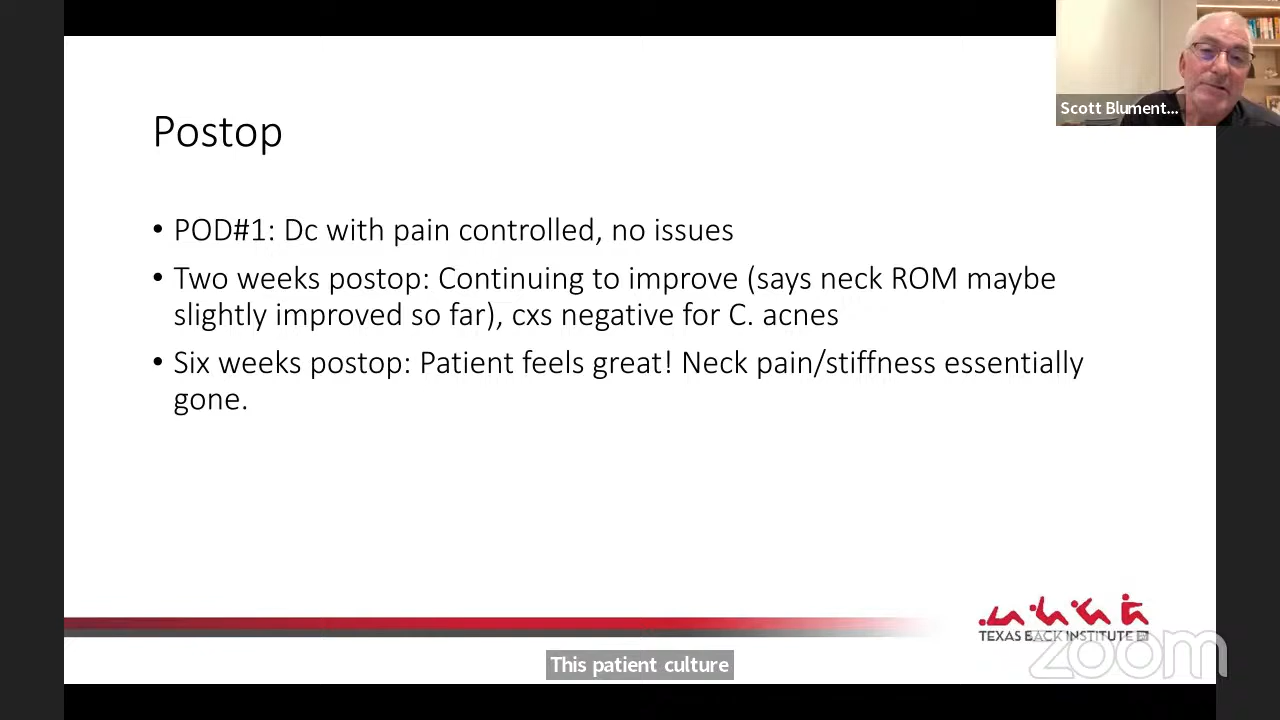 Scott Blument...
Postop
• POD#1: Dc with pain controlled, no issues
• Two weeks postop: Continuing to improve (says neck ROM maybe
slightly improved so far), cxs negative for C. acnes
• Six weeks postop: Patient feels great! Neck pain/stiffness essentially
gone.
TEXAS BACK INSTITUTE
zoom
This patient culture